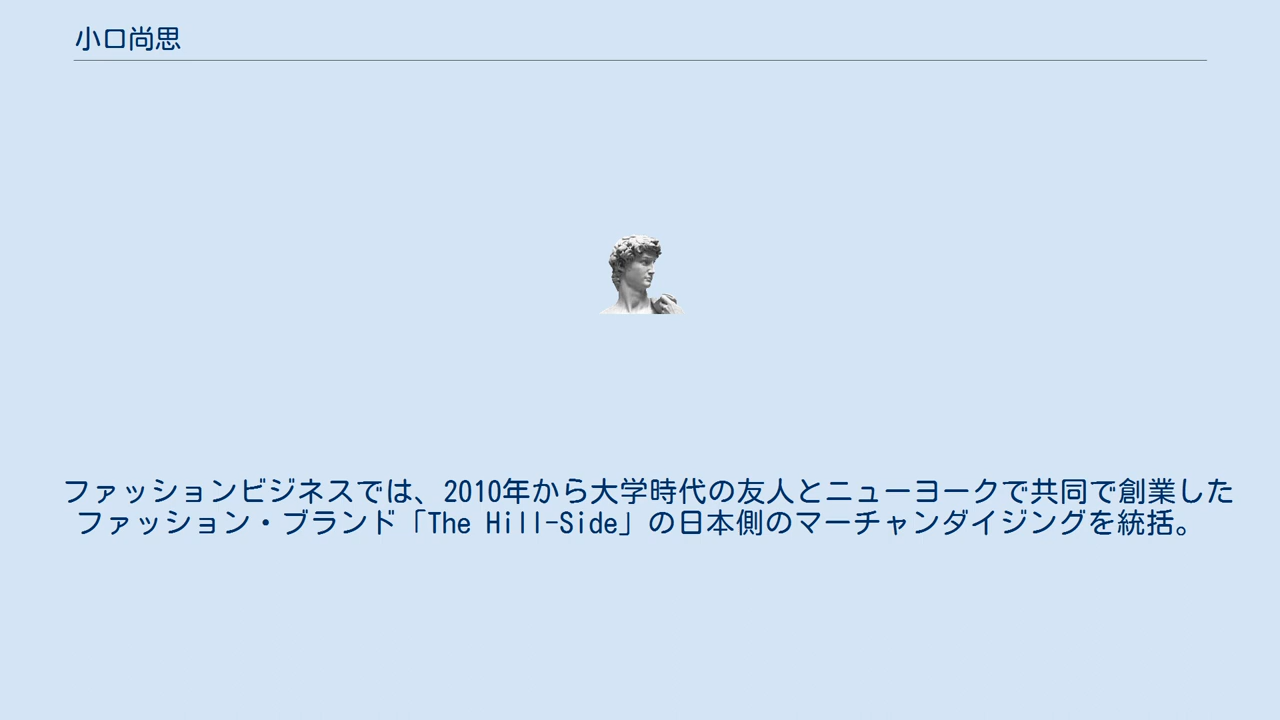 小口尚思
ファッションビジネスでは、2010年から大学時代の友人とニューヨークで共同で創業した
ファッション・ブランド「The Hill-Side」の日本側のマーチャンダイジングを統括。